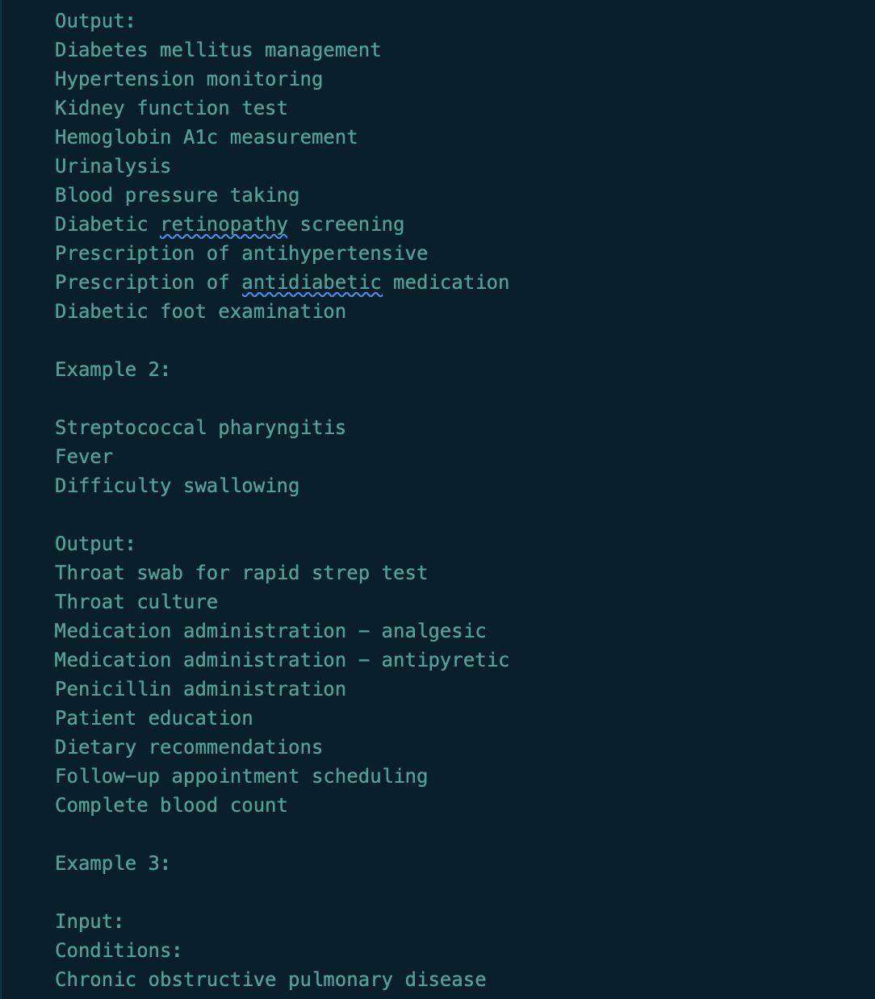 Output:
Diabetes mellitus management
Hypertension monitoring
Kidney function test
Hemoglobin A1c measurement
Urinalysis
Blood pressure taking
Diabetic retinopathy screening
Prescription of antihypertensive
Prescription of antidiabetic medication
Diabetic foot examination
Example 2:
Streptococcal pharyngitis
Fever
Difficulty swallowing
Output:
Throat swab for rapid strep test
Throat culture
Medication administration - analgesic
Medication administration - antipyretic
Penicillin administration
Patient education
Dietary recommendations
Follow-up appointment scheduling
Complete blood count
Example 3:
Input:
Conditions:
Chronic obstructive pulmonary disease